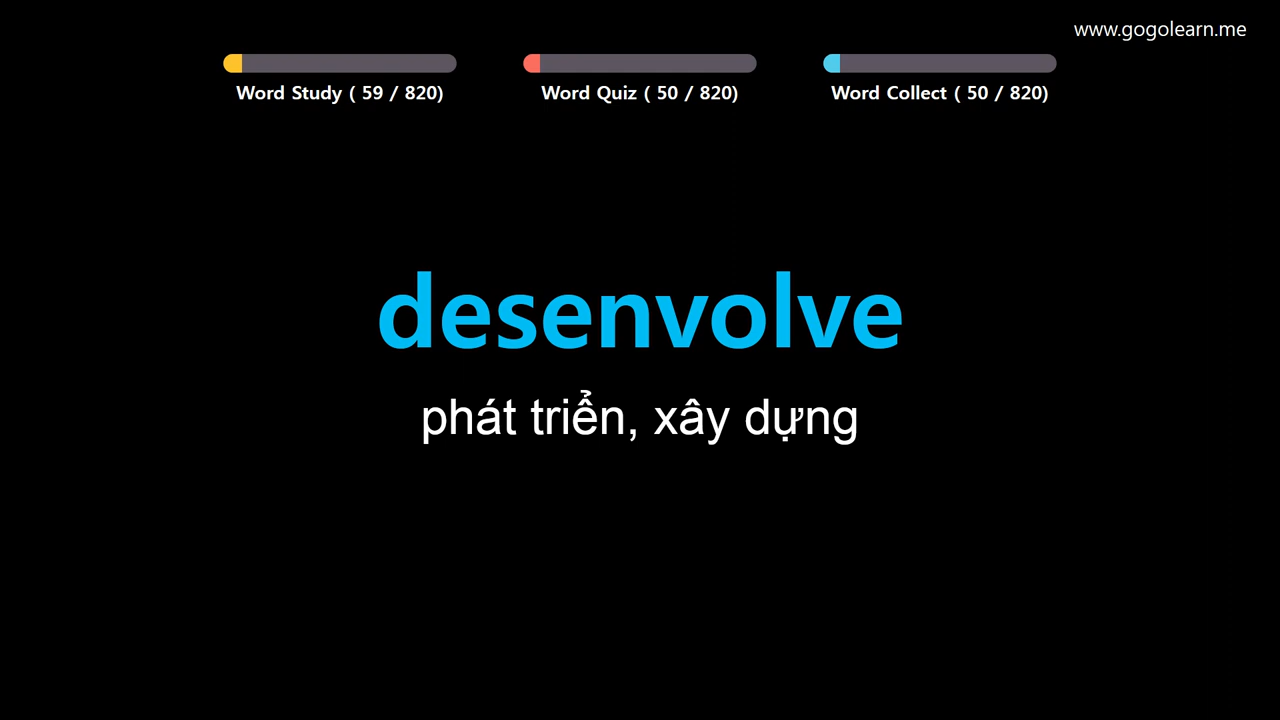 www.gogolearn.me
Word Study ( 59 / 820)
Word Quiz ( 50 / 820)
Word Collect ( 50 / 820)
desenvolve
phát triển, xây dựng